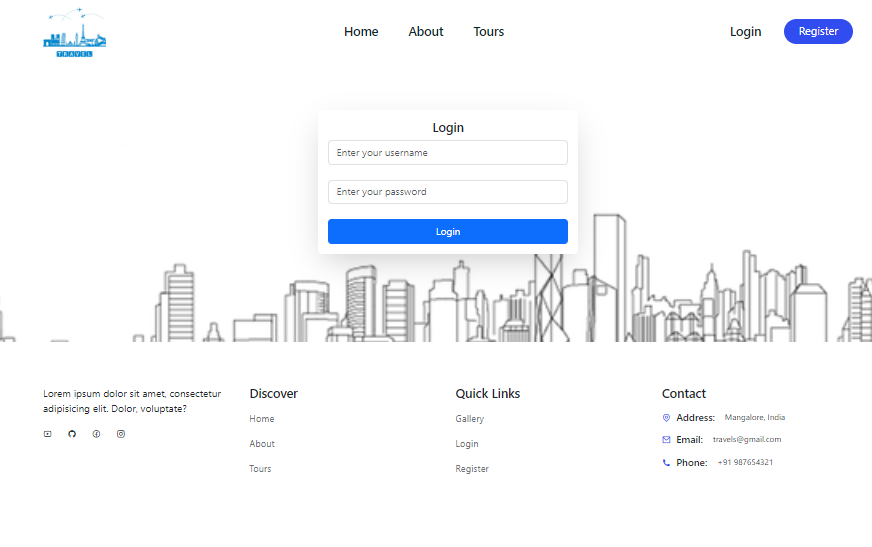 TRAVEL
Home About Tours
Login Register
Login
Enter your username
Enter your password
Login
Lorem ipsum dolor sit amet, consectetur
adipisicing elit. Dolor, voluptate?
Discover
Home
About
Tours
Quick Links
Gallery
Login
Register
Contact
Address: Mangalore, India
Email: travels@gmail.com
Phone: +91 987654321